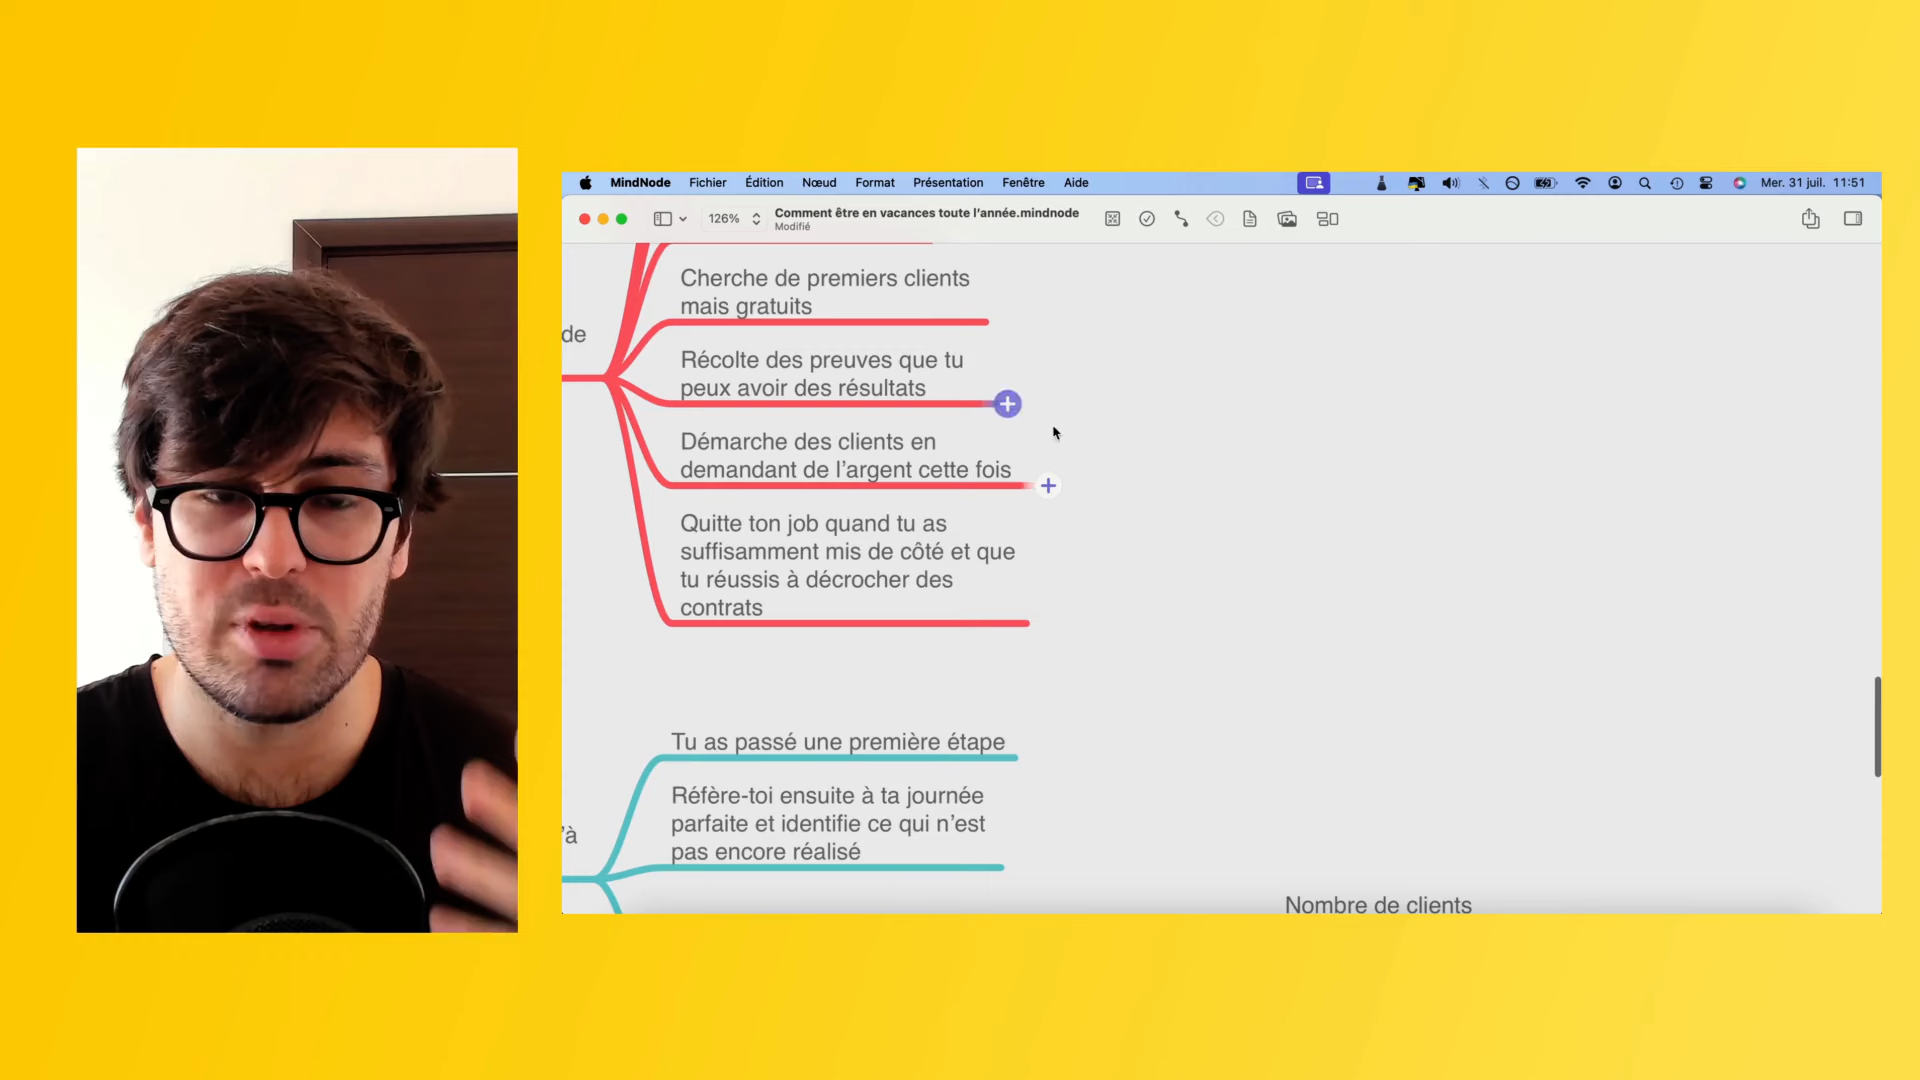 MindNode Fichier Édition Nœud Format Présentation Fenêtre Aide Mer. 31 juil. 11:51
126% Comment être en vacances toute l'année.mindnode
Modifié
Cherche de premiers clients
mais gratuits
de
Récolte des preuves que tu
peux avoir des résultats
Démarche des clients en
demandant de l'argent cette fois
Quitte ton job quand tu as
suffisamment mis de côté et que
tu réussis à décrocher des
contrats
Tu as passé une première étape
Réfère-toi ensuite à ta journée
parfaite et identifie ce qui n'est
pas encore réalisé
'à
Nombre de clients